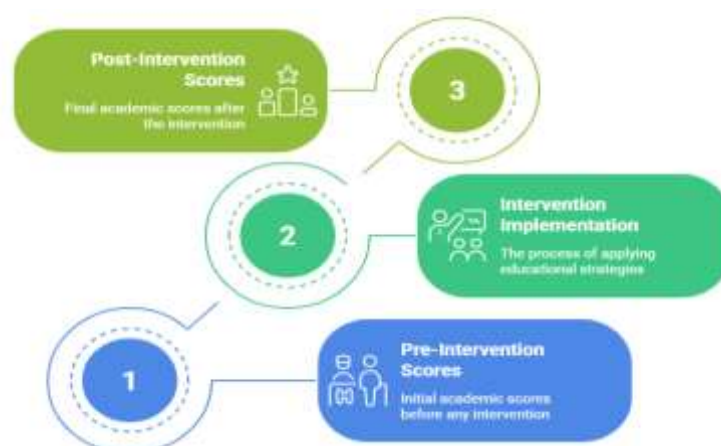 Post-Intervention
Scores
Final academic scores after
the intervention
3
2
Intervention
Implementation
The process of applying
educational strategies
1
Pre-Intervention
Scores
Initial academic scores
before any intervention